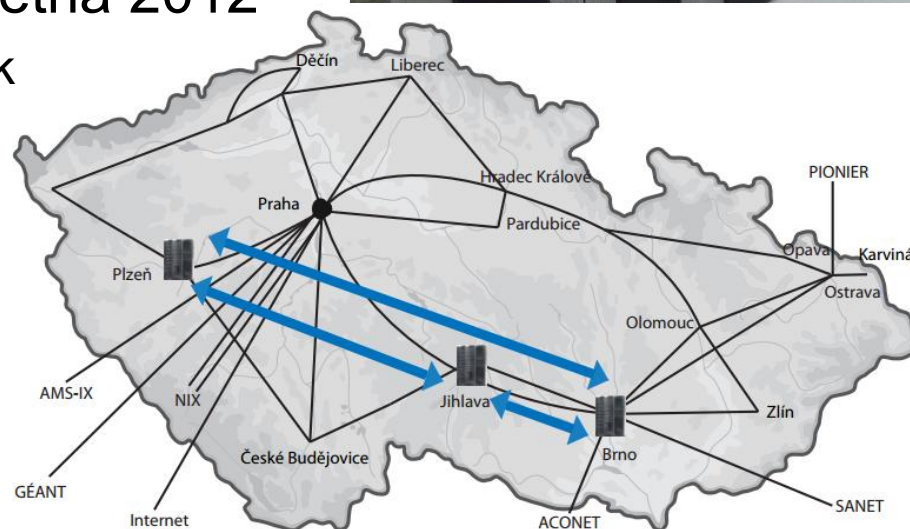 2012
k
Děčín
Liberec
Hradec Králové
PIONIER
Praha
Pardubice
Opava
Karviná
Plzeň
Ostrava
Olomouc
AMS-IX
NIX
Jihlava
Zlín
Brno
České Budějovice
GÉANT
SANET
Internet
ACONET